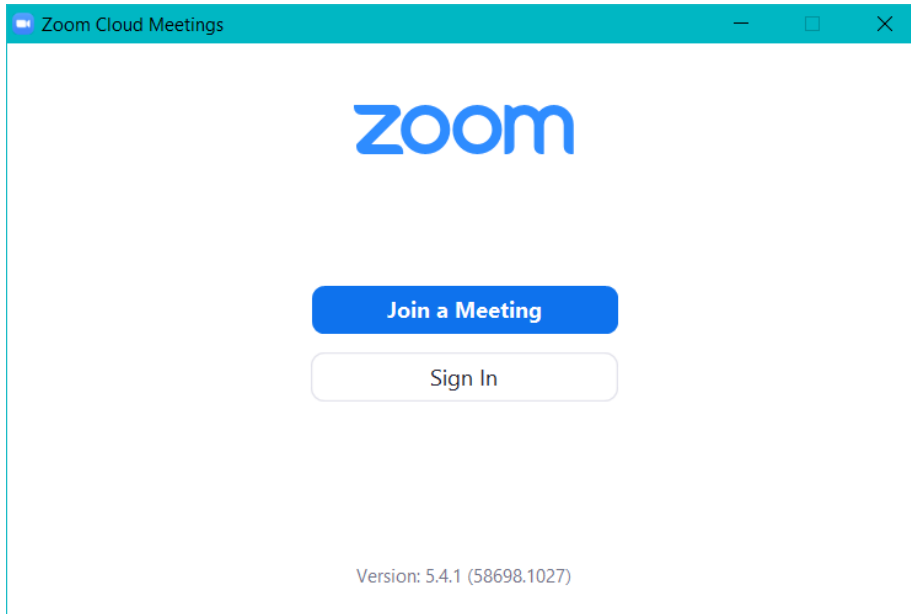 Zoom Cloud Meetings
zoom
Join a Meeting
Sign In
Version: 5.4.1 (58698.1027)